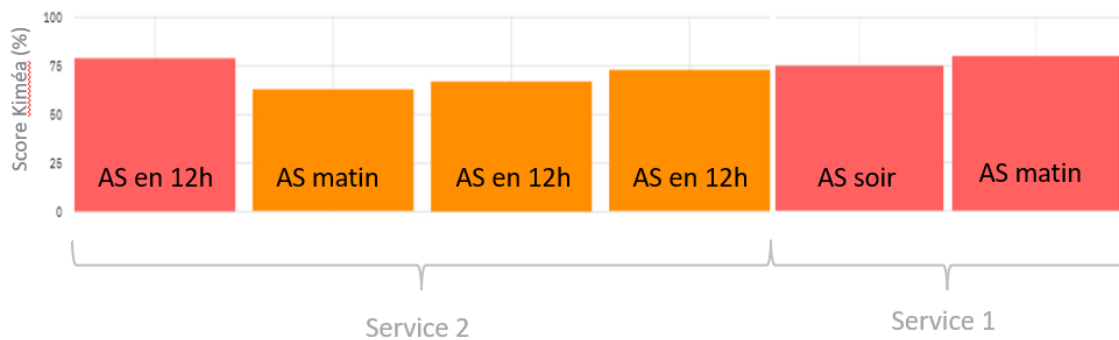 Score Kiméa (%)
100
75
50
25
0
AS en 12h
AS matin
AS en 12h
AS en 12h
AS soir
AS matin
Service 2
Service 1